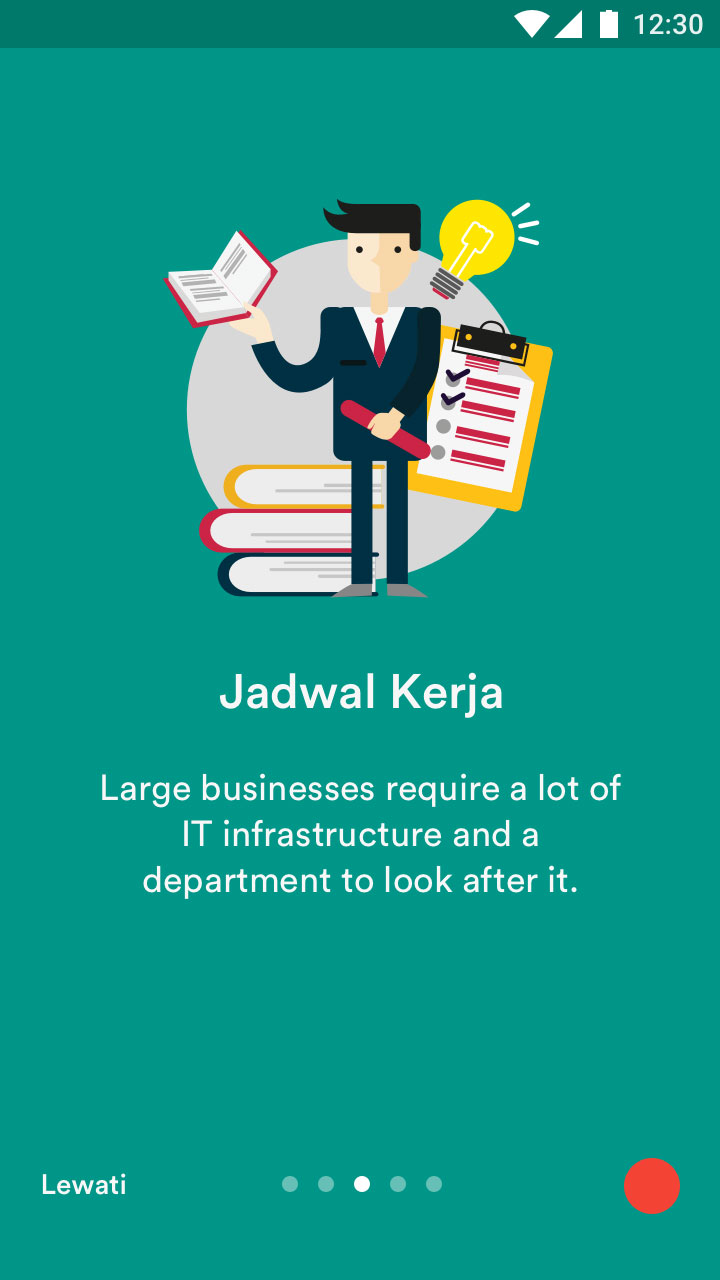 12:30
Jadwal Kerja
Large businesses require a lot of
IT infrastructure and a
department to look after it.
Lewati